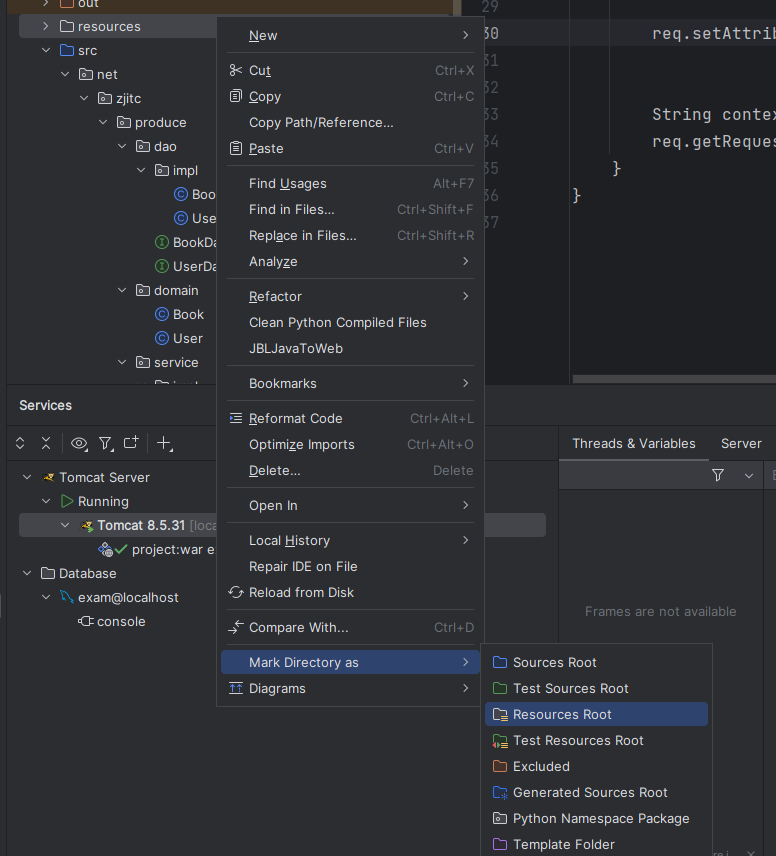 out
resources
src
net
zjitc
produce
dao
impl
Boo
Use
BookDa
UserDa
domain
Book
User
service
29
30
31
32
33
34
35
36
37
req.setAttrib
String contex
req.getReques
}
}
New
Cut Ctrl+X
Copy Ctrl+C
Copy Path/Reference...
Paste Ctrl+V
Find Usages Alt+F7
Find in Files... Ctrl+Shift+F
Replace in Files... Ctrl+Shift+R
Analyze
Refactor
Clean Python Compiled Files
JBLJavaToWeb
Bookmarks
Reformat Code Ctrl+Alt+L
Optimize Imports Ctrl+Alt+O
Delete... Delete
Open In
Local History
Repair IDE on File
Reload from Disk
Compare With... Ctrl+D
Mark Directory as
Diagrams
Sources Root
Test Sources Root
Resources Root
Test Resources Root
Excluded
Generated Sources Root
Python Namespace Package
Template Folder
Services
Tomcat Server
Running
Tomcat 8.5.31 [loca
project:war e
Database
exam@localhost
console
Threads & Variables Server
Frames are not available